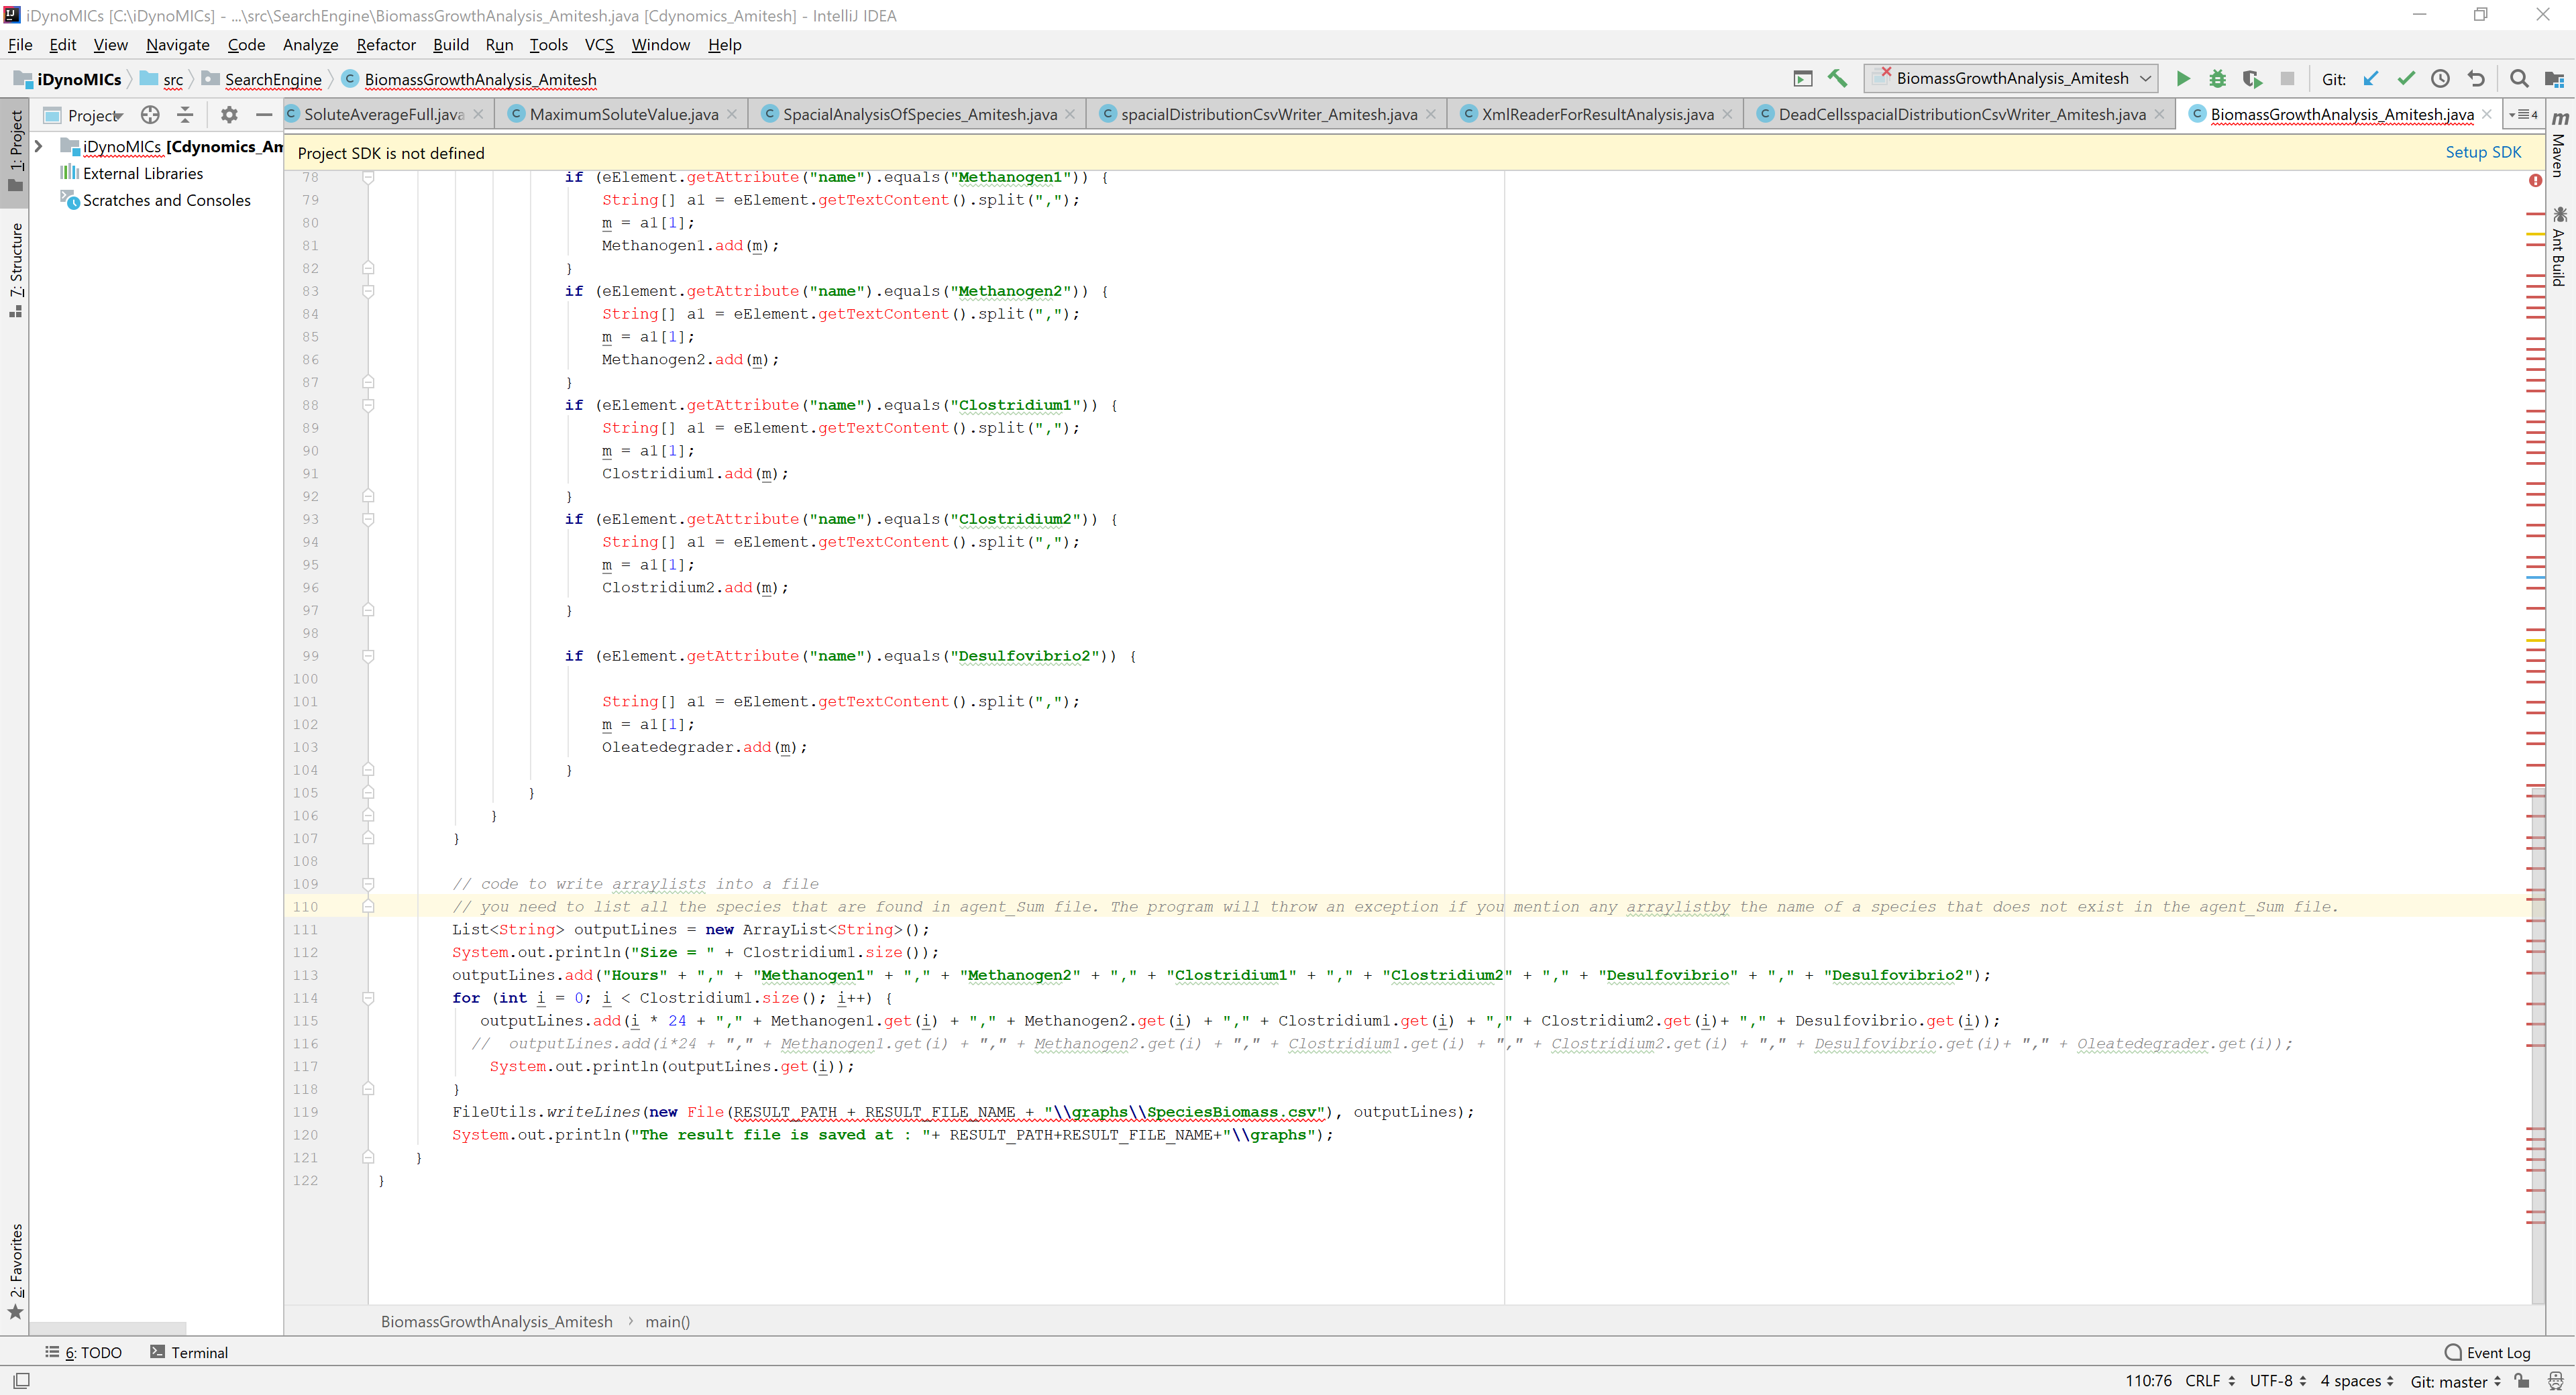 iDynoMICs [C:\iDynoMICs] - ...\src\SearchEngine\BiomassGrowthAnalysis_Amitesh.java [Cdynomics_Amitesh] - IntelliJ IDEA
File Edit View Navigate Code Analyze Refactor Build Run Tools VCS Window Help
iDynoMICs src SearchEngine BiomassGrowthAnalysis_Amitesh BiomassGrowthAnalysis_Amitesh Git:
Project SoluteAverageFull.java MaximumSoluteValue.java SpacialAnalysisOfSpecies_Amitesh.java spacialDistributionCsvWriter_Amitesh.java XmlReaderForResultAnalysis.java DeadCellsspacialDistributionCsvWriter_Amitesh.java BiomassGrowthAnalysis_Amitesh.java 4
1: Project
7: Structure
2: Favorites
Maven
Ant Build
iDynoMICs [Cdynomics_Am
External Libraries
Scratches and Consoles
Project SDK is not defined Setup SDK
78 if (eElement.getAttribute("name").equals("Methanogen1")) {
79 String[] a1 = eElement.getTextContent().split(",");
80 m = a1[1];
81 Methanogen1.add(m);
82 }
83 if (eElement.getAttribute("name").equals("Methanogen2")) {
84 String[] a1 = eElement.getTextContent().split(",");
85 m = a1[1];
86 Methanogen2.add(m);
87 }
88 if (eElement.getAttribute("name").equals("Clostridium1")) {
89 String[] a1 = eElement.getTextContent().split(",");
90 m = a1[1];
91 Clostridium1.add(m);
92 }
93 if (eElement.getAttribute("name").equals("Clostridium2")) {
94 String[] a1 = eElement.getTextContent().split(",");
95 m = a1[1];
96 Clostridium2.add(m);
97 }
98
99 if (eElement.getAttribute("name").equals("Desulfovibrio2")) {
100
101 String[] a1 = eElement.getTextContent().split(",");
102 m = a1[1];
103 Oleatedegrader.add(m);
104 }
105 }
106 }
107 }
108
109 // code to write arraylists into a file
110 // you need to list all the species that are found in agent_Sum file. The program will throw an exception if you mention any arraylistby the name of a species that does not exist in the agent_Sum file.
111 List<String> outputLines = new ArrayList<String>();
112 System.out.println("Size = " + Clostridium1.size());
113 outputLines.add("Hours" + "," + "Methanogen1" + "," + "Methanogen2" + "," + "Clostridium1" + "," + "Clostridium2" + "," + "Desulfovibrio" + "," + "Desulfovibrio2");
114 for (int i = 0; i < Clostridium1.size(); i++) {
115 outputLines.add(i * 24 + "," + Methanogen1.get(i) + "," + Methanogen2.get(i) + "," + Clostridium1.get(i) + "," + Clostridium2.get(i)+ "," + Desulfovibrio.get(i));
116 // outputLines.add(i*24 + "," + Methanogen1.get(i) + "," + Methanogen2.get(i) + "," + Clostridium1.get(i) + "," + Clostridium2.get(i) + "," + Desulfovibrio.get(i)+ "," + Oleatedegrader.get(i));
117 System.out.println(outputLines.get(i));
118 }
119 FileUtils.writeLines(new File(RESULT_PATH + RESULT_FILE_NAME + "\\graphs\\SpeciesBiomass.csv"), outputLines);
120 System.out.println("The result file is saved at : "+ RESULT_PATH+RESULT_FILE_NAME+"\\graphs");
121 }
122 }
BiomassGrowthAnalysis_Amitesh › main()
6: TODO Terminal Event Log
110:76 CRLF UTF-8 4 spaces Git: master